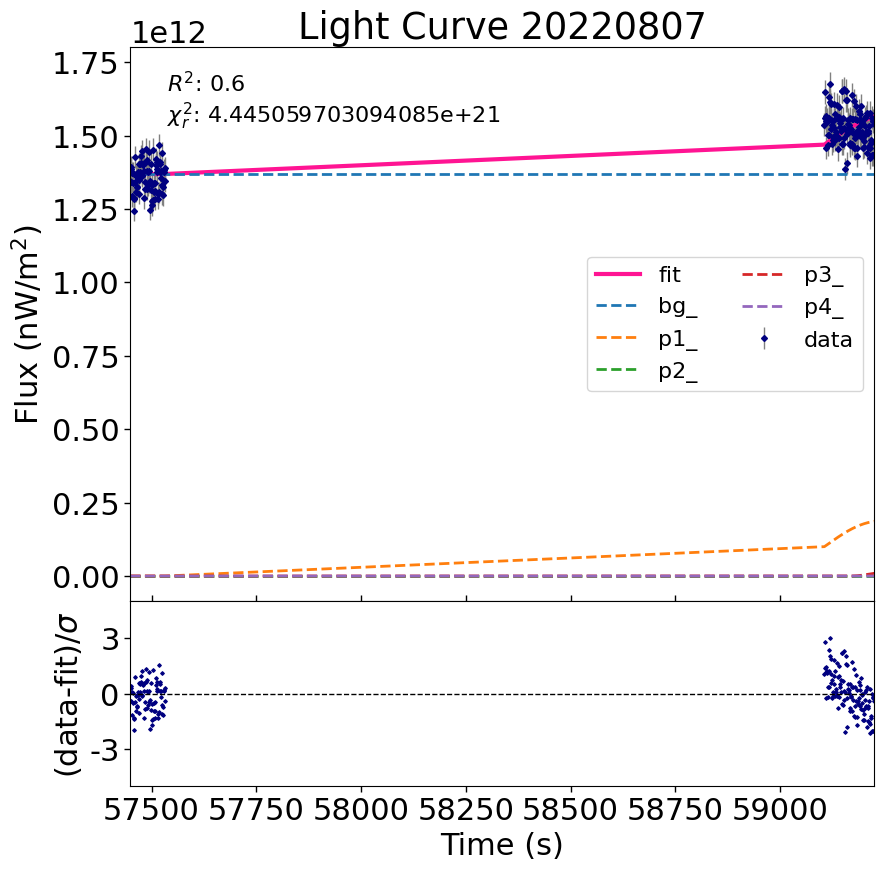 Light Curve 20220807
1e12
R²: 0.6
χ²ᵣ: 4.445059703094085e+21
1.75
1.50
1.25
1.00
0.75
0.50
0.25
0.00
Flux (nW/m²)
fit
bg_
p1_
p2_
p3_
p4_
data
3
0
-3
(data-fit)/σ
57500 57750 58000 58250 58500 58750 59000
Time (s)